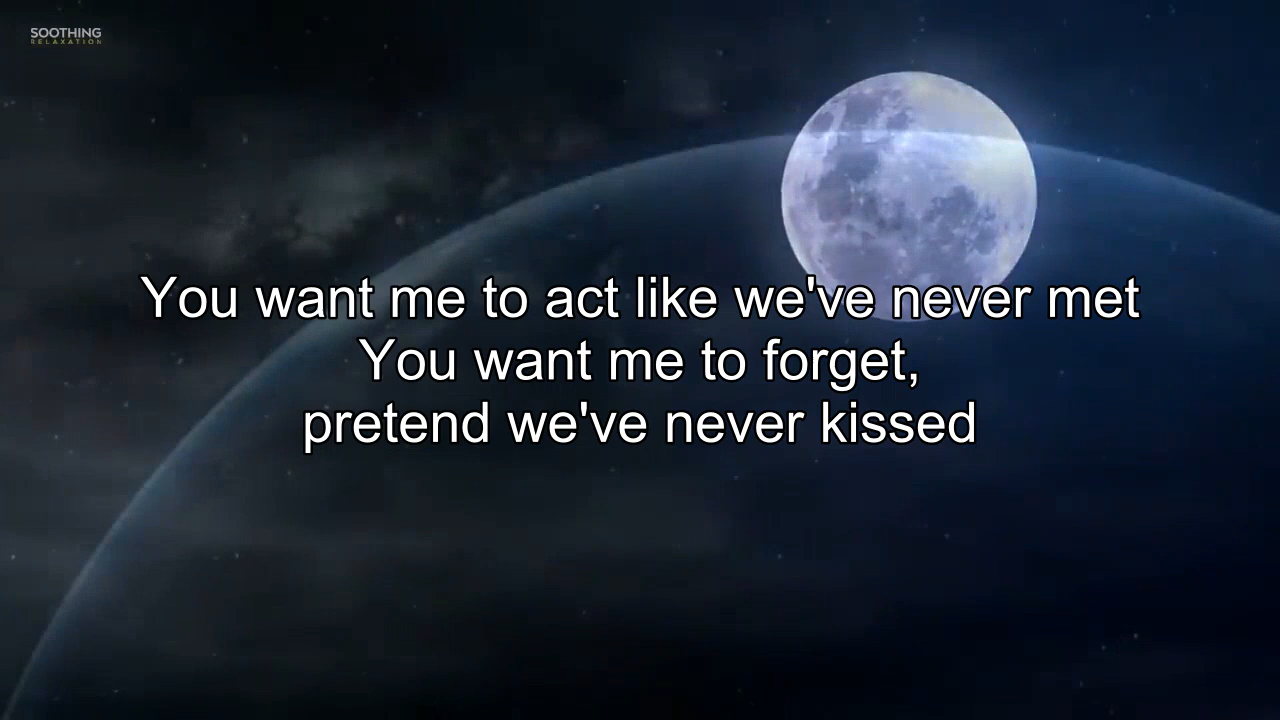 SOOTHING
RELAXATION
You want me to act like we've never met
You want me to forget,
pretend we've never kissed